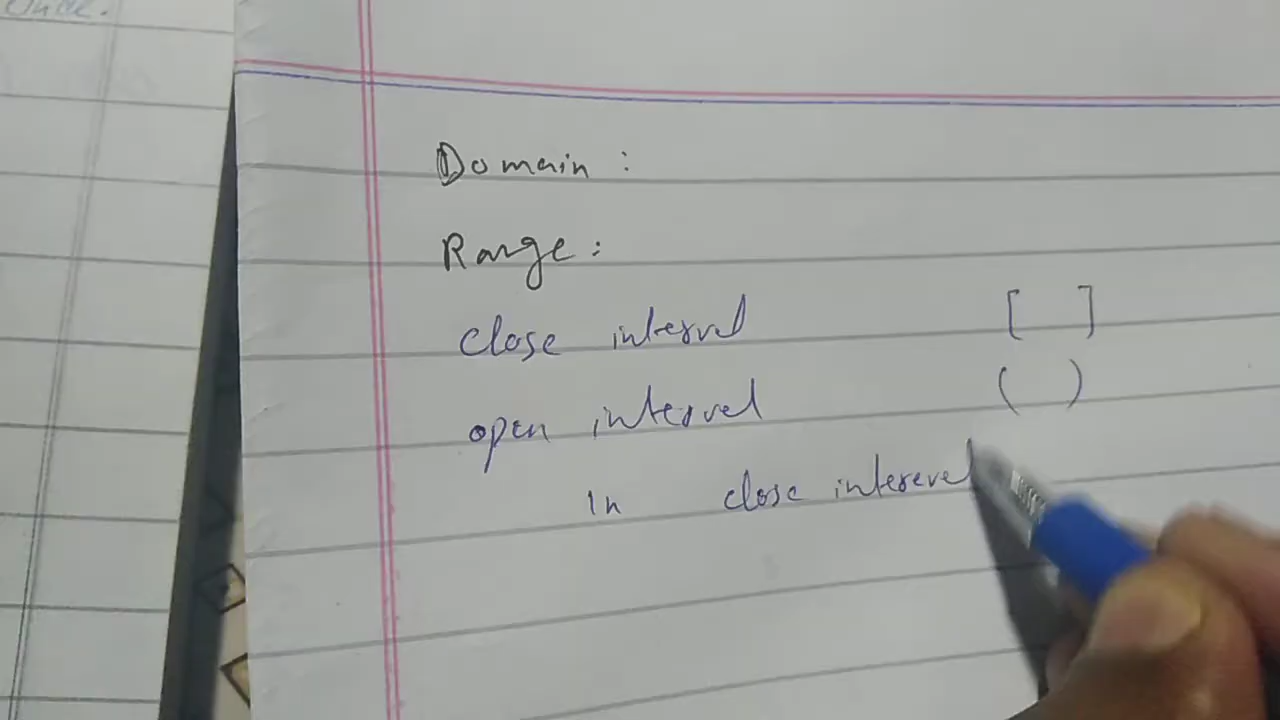 Domain :
Range :
close interval [ ]
open interval ( )
In close intereval